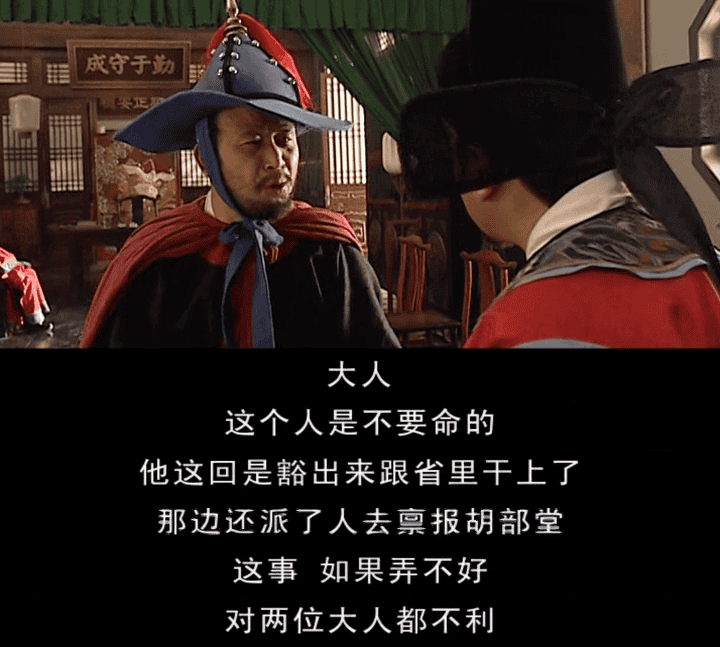 成守于勤
大人
这个人是不要命的
他这回是豁出来跟省里干上了
那边还派了人去禀报胡部堂
这事 如果弄不好
对两位大人都不利